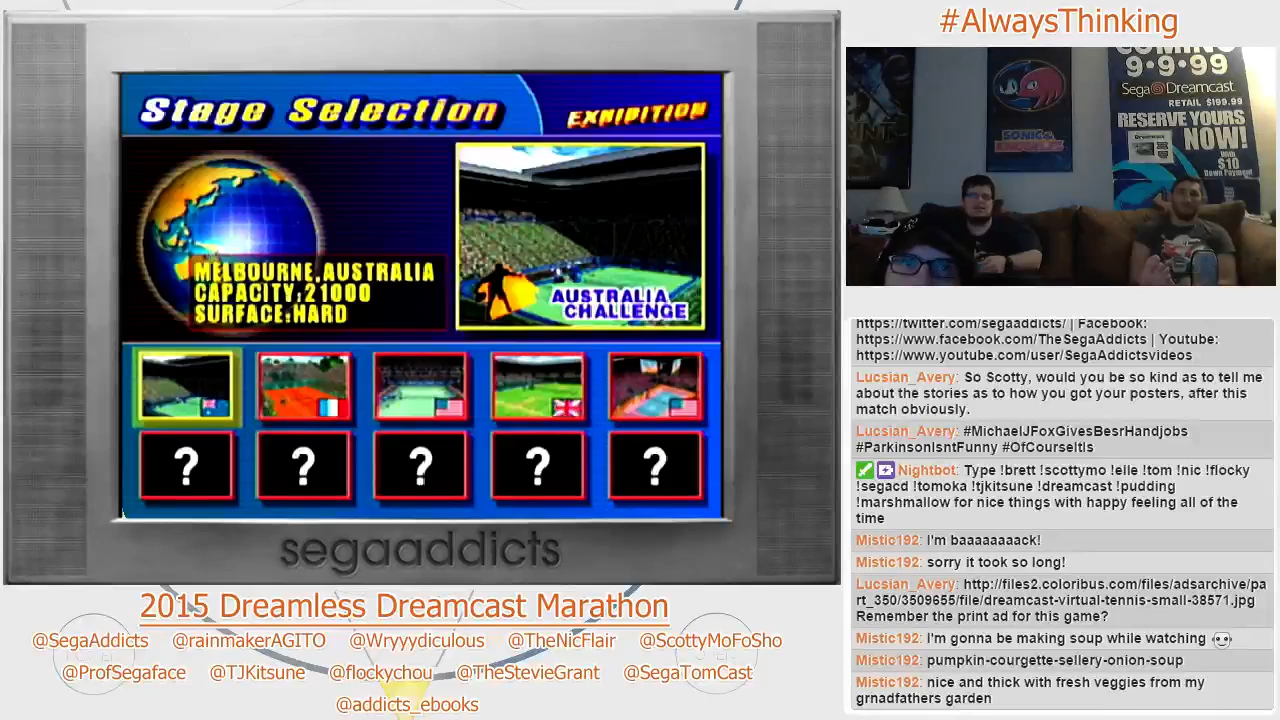 #AlwaysThinking
Stage Selection
EXHIBITION
MELBOURNE,AUSTRALIA
CAPACITY:21000
SURFACE:HARD
AUSTRALIA
CHALLENGE
? ? ? ? ?
segaaddicts
COMING
9·9·99
Sega Dreamcast
RETAIL $199.99
RESERVE YOURS
NOW!
With
$10
Down Payment
SONIC &
KNUCKLES
https://twitter.com/segaaddicts/ | Facebook:
https://www.facebook.com/TheSegaAddicts | Youtube:
https://www.youtube.com/user/SegaAddictsvideos
Lucsian_Avery: So Scotty, would you be so kind as to tell me
about the stories as to how you got your posters, after this
match obviously.
Lucsian_Avery: #MichaelJFoxGivesBesrHandjobs
#ParkinsonIsntFunny #OfCourseItIs
Nightbot: Type !brett !scottymo !elle !tom !nic !flocky
!segacd !tomoka !tjkitsune !dreamcast !pudding
!marshmallow for nice things with happy feeling all of the
time
Mistic192: I'm baaaaaaaack!
Mistic192: sorry it took so long!
Lucsian_Avery: http://files2.coloribus.com/files/adsarchive/pa
rt_350/3509655/file/dreamcast-virtual-tennis-small-38571.jpg
Remember the print ad for this game?
Mistic192: I'm gonna be making soup while watching
Mistic192: pumpkin-courgette-sellery-onion-soup
Mistic192: nice and thick with fresh veggies from my
grnadfathers garden
2015 Dreamless Dreamcast Marathon
@SegaAddicts @rainmakerAGITO @Wryyydiculous @TheNicFlair @ScottyMoFoSho
@ProfSegaface @TJKitsune @flockychou @TheStevieGrant @SegaTomCast
@addicts_ebooks